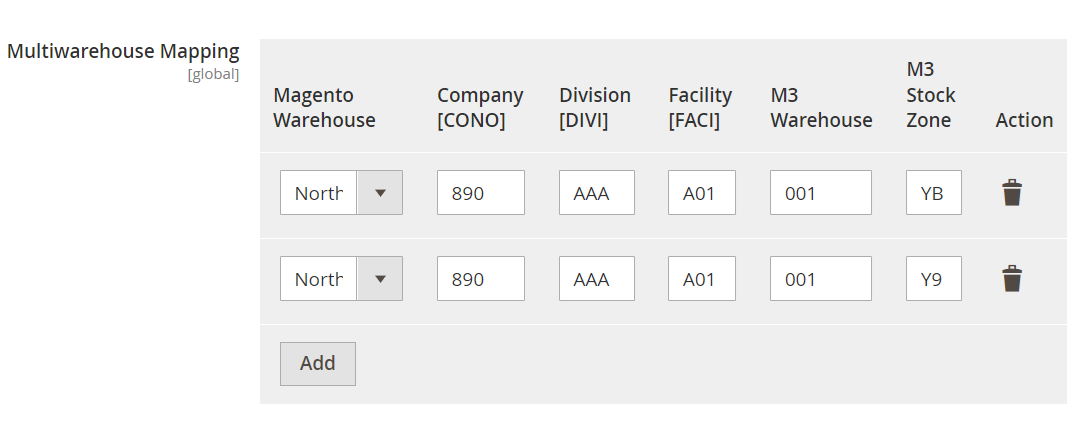 Multiwarehouse Mapping
[global]
Magento Warehouse
Company [CONO]
Division [DIVI]
Facility [FACI]
M3 Warehouse
M3 Stock Zone
Action
North 890 AAA A01 001 YB
North 890 AAA A01 001 Y9
Add